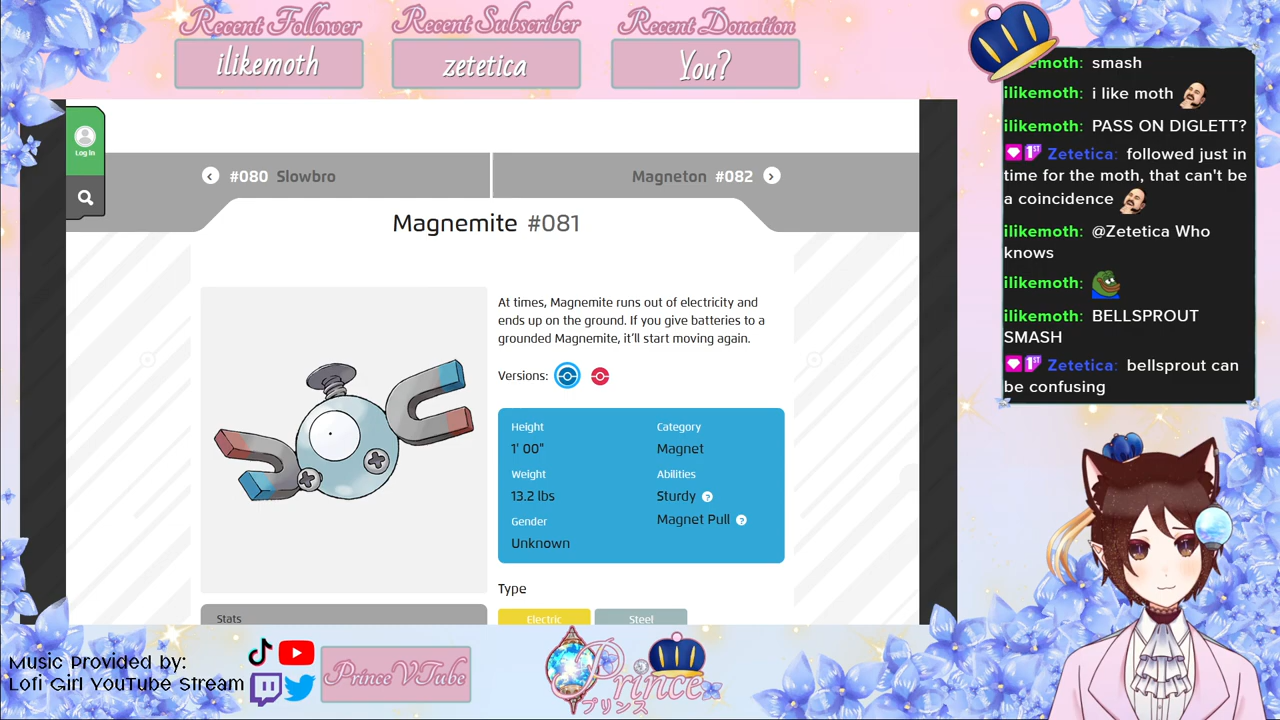 Recent Follower
ilikemoth
Recent Subscriber
zetetica
Recent Donation
You?
Log In
#080 Slowbro
Magneton #082
Magnemite #081
At times, Magnemite runs out of electricity and
ends up on the ground. If you give batteries to a
grounded Magnemite, it'll start moving again.
Versions:
Height
1' 00"
Weight
13.2 lbs
Gender
Unknown
Category
Magnet
Abilities
Sturdy ?
Magnet Pull ?
Type
Electric
Steel
Stats
emoth: smash
ilikemoth: i like moth
ilikemoth: PASS ON DIGLETT?
1ST Zetetica: followed just in
time for the moth, that can't be
a coincidence
ilikemoth: @Zetetica Who
knows
ilikemoth:
ilikemoth: BELLSPROUT
SMASH
1ST Zetetica: bellsprout can
be confusing
Music Provided by:
Lofi Girl YouTube Stream
PrinceVTube
Prince
プリンス